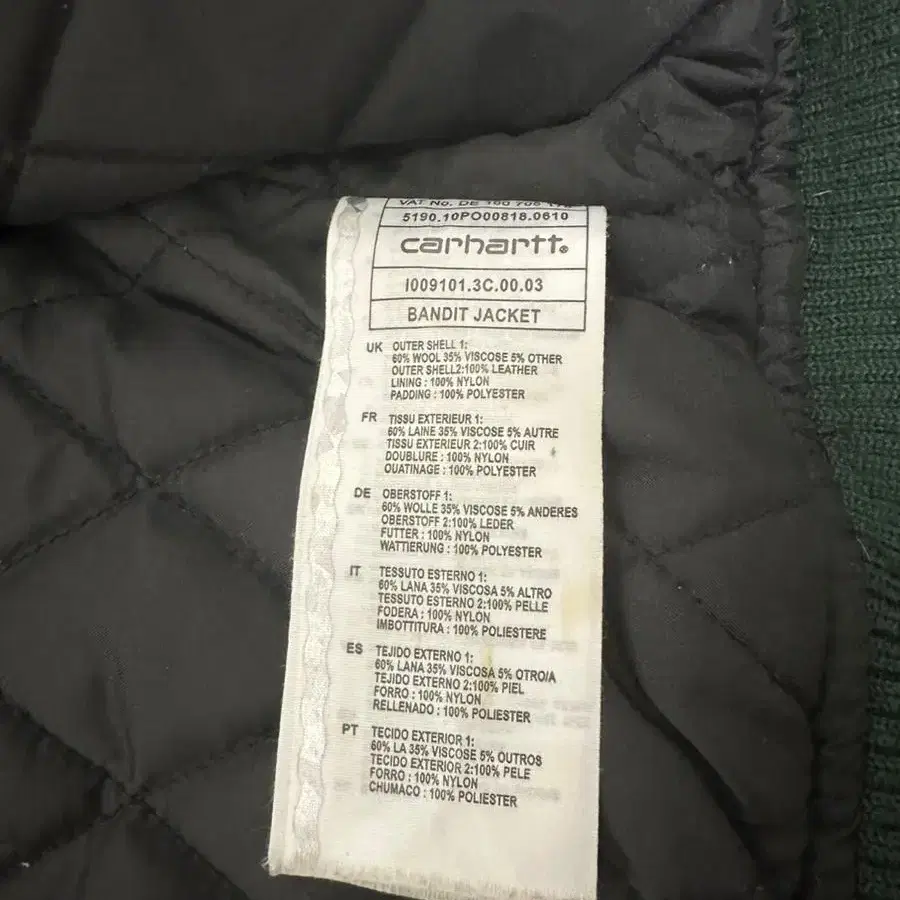 VAT No. DE
5190.10PO00818.0610
carhartt®
I009101.3C.00.03
BANDIT JACKET
UK OUTER SHELL 1:
60% WOOL 35% VISCOSE 5% OTHER
OUTER SHELL2:100% LEATHER
LINING : 100% NYLON
PADDING : 100% POLYESTER
FR TISSU EXTERIEUR 1:
60% LAINE 35% VISCOSE 5% AUTRE
TISSU EXTERIEUR 2:100% CUIR
DOUBLURE : 100% NYLON
OUATINAGE : 100% POLYESTER
DE OBERSTOFF 1:
60% WOLLE 35% VISCOSE 5% ANDERES
OBERSTOFF 2:100% LEDER
FUTTER : 100% NYLON
WATTIERUNG : 100% POLYESTER
IT TESSUTO ESTERNO 1:
60% LANA 35% VISCOSA 5% ALTRO
TESSUTO ESTERNO 2:100% PELLE
FODERA : 100% NYLON
IMBOTTITURA : 100% POLIESTERE
ES TEJIDO EXTERNO 1:
60% LANA 35% VISCOSA 5% OTRO/A
TEJIDO EXTERNO 2:100% PIEL
FORRO : 100% NYLON
RELLENADO : 100% POLIESTER
PT TECIDO EXTERIOR 1:
60% LA 35% VISCOSE 5% OUTROS
TECIDO EXTERIOR 2:100% PELE
FORRO : 100% NYLON
CHUMACO : 100% POLIESTER